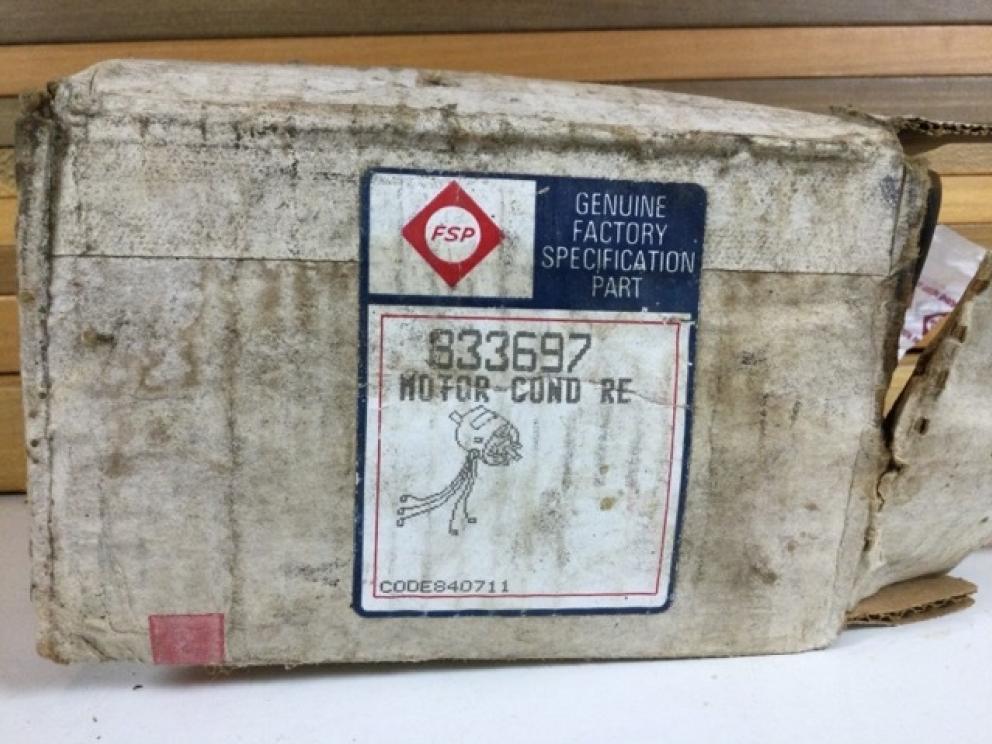 FSP
GENUINE
FACTORY
SPECIFICATION
PART
833697
MOTOR-COND RE
CODE840711